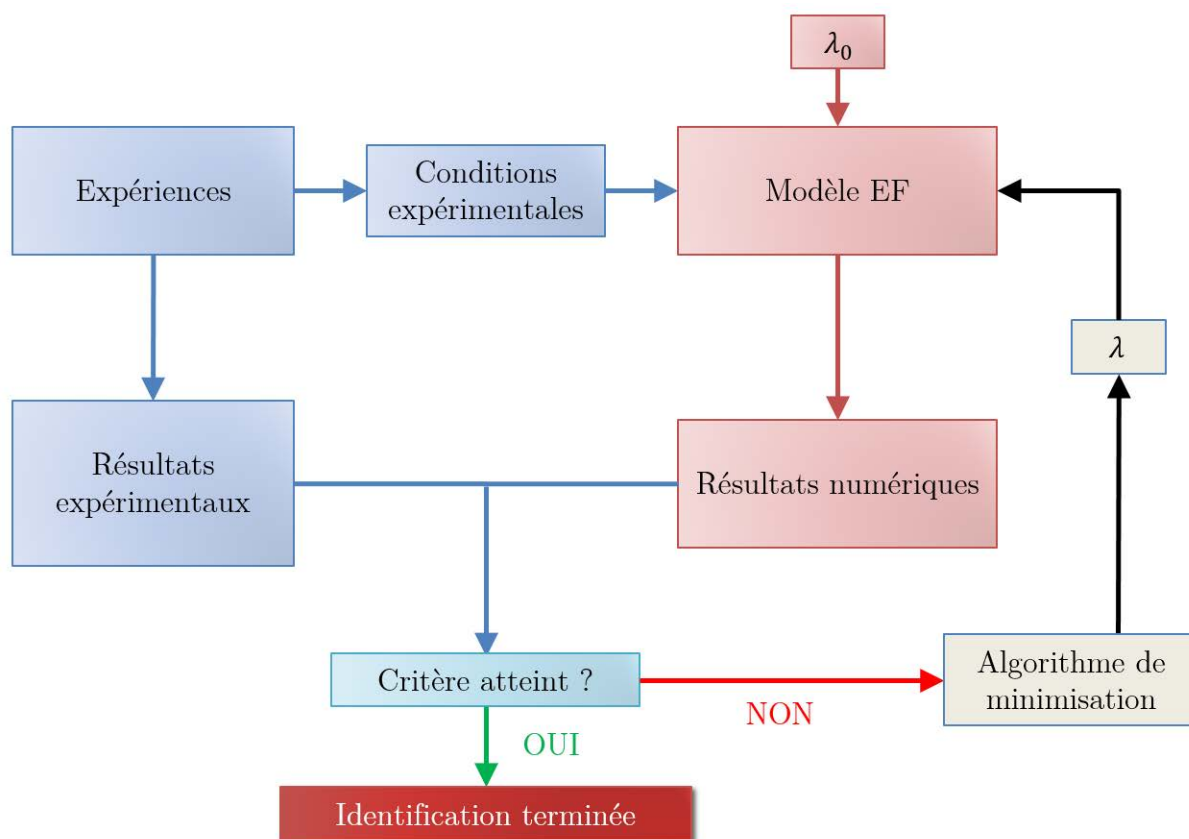 λ₀
Expériences
Conditions
expérimentales
Modèle EF
λ
Résultats
expérimentaux
Résultats numériques
Critère atteint ?
NON
Algorithme de
minimisation
OUI
Identification terminée